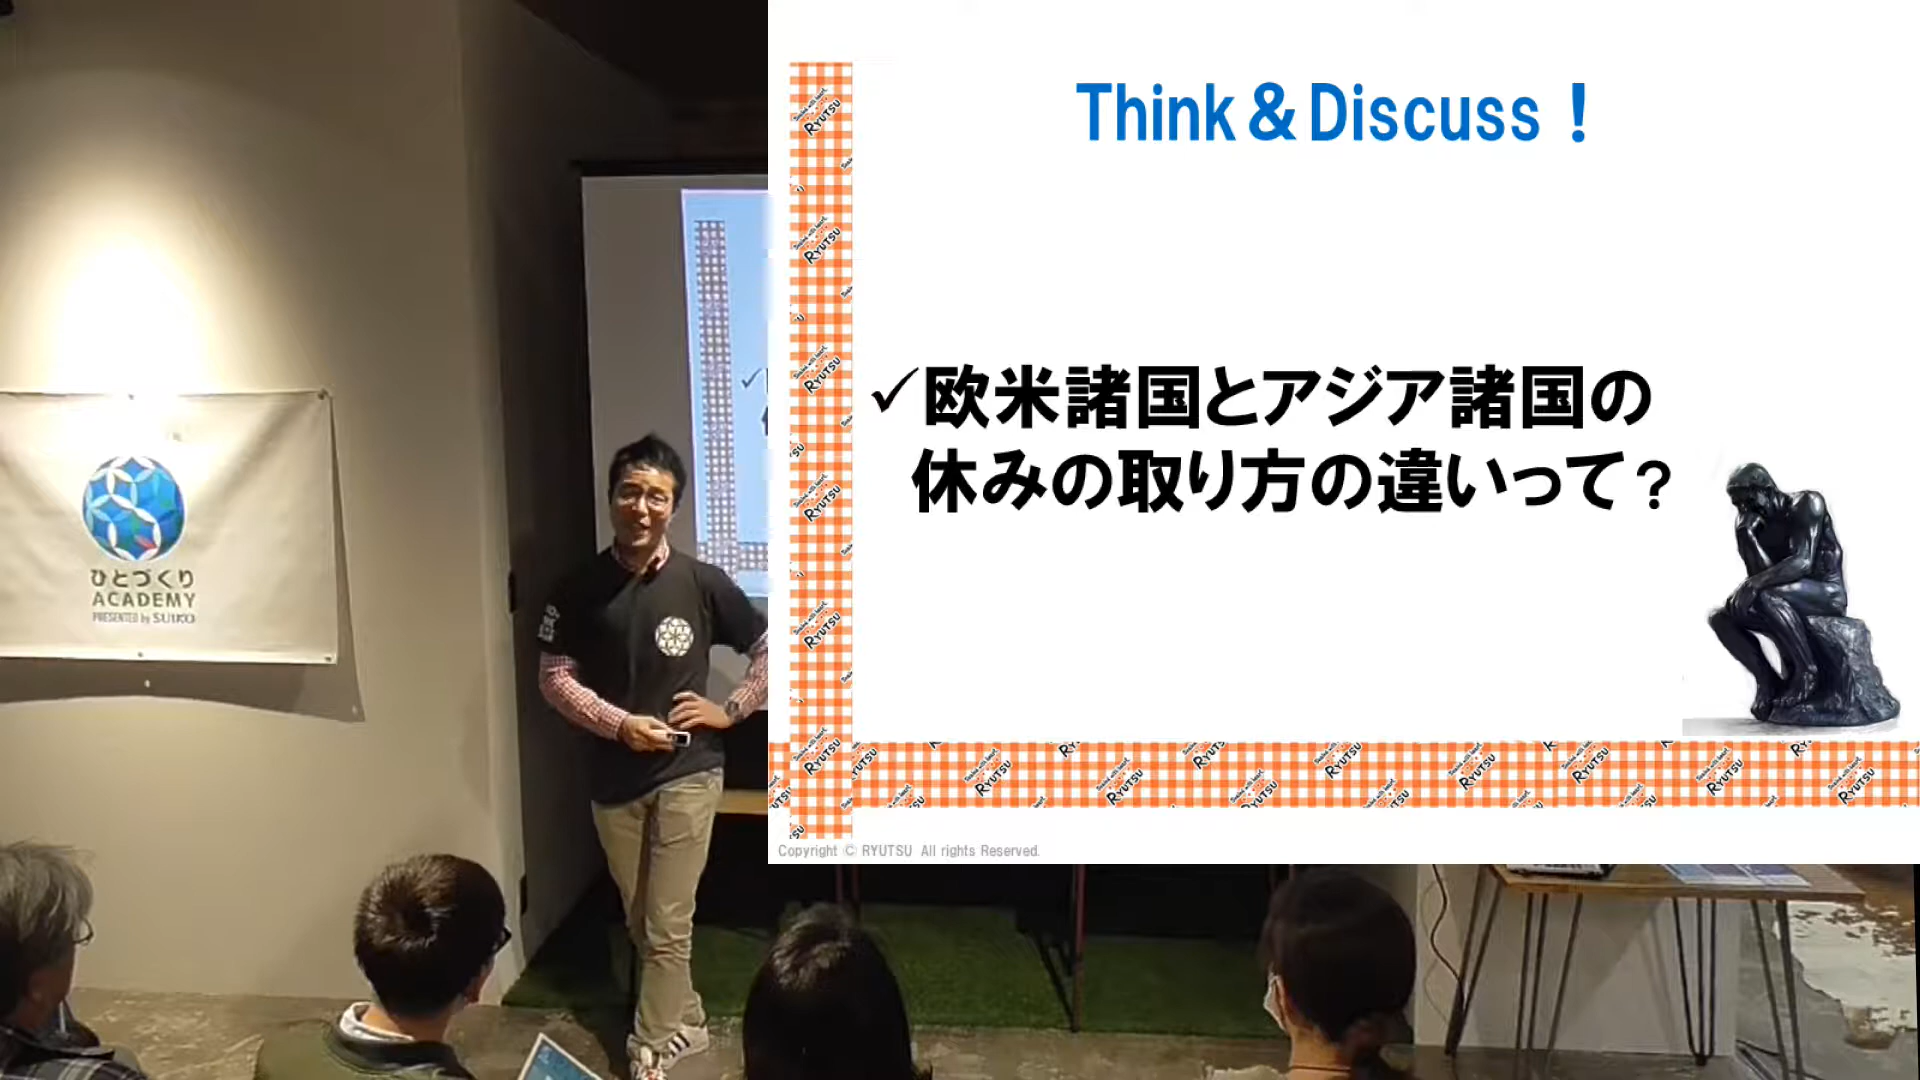 Think＆Discuss！
✓欧米諸国とアジア諸国の
休みの取り方の違いって？
RYUTSU
Copyright © RYUTSU All rights Reserved.
ひとづくり
ACADEMY
PRESENTED by SUIKO